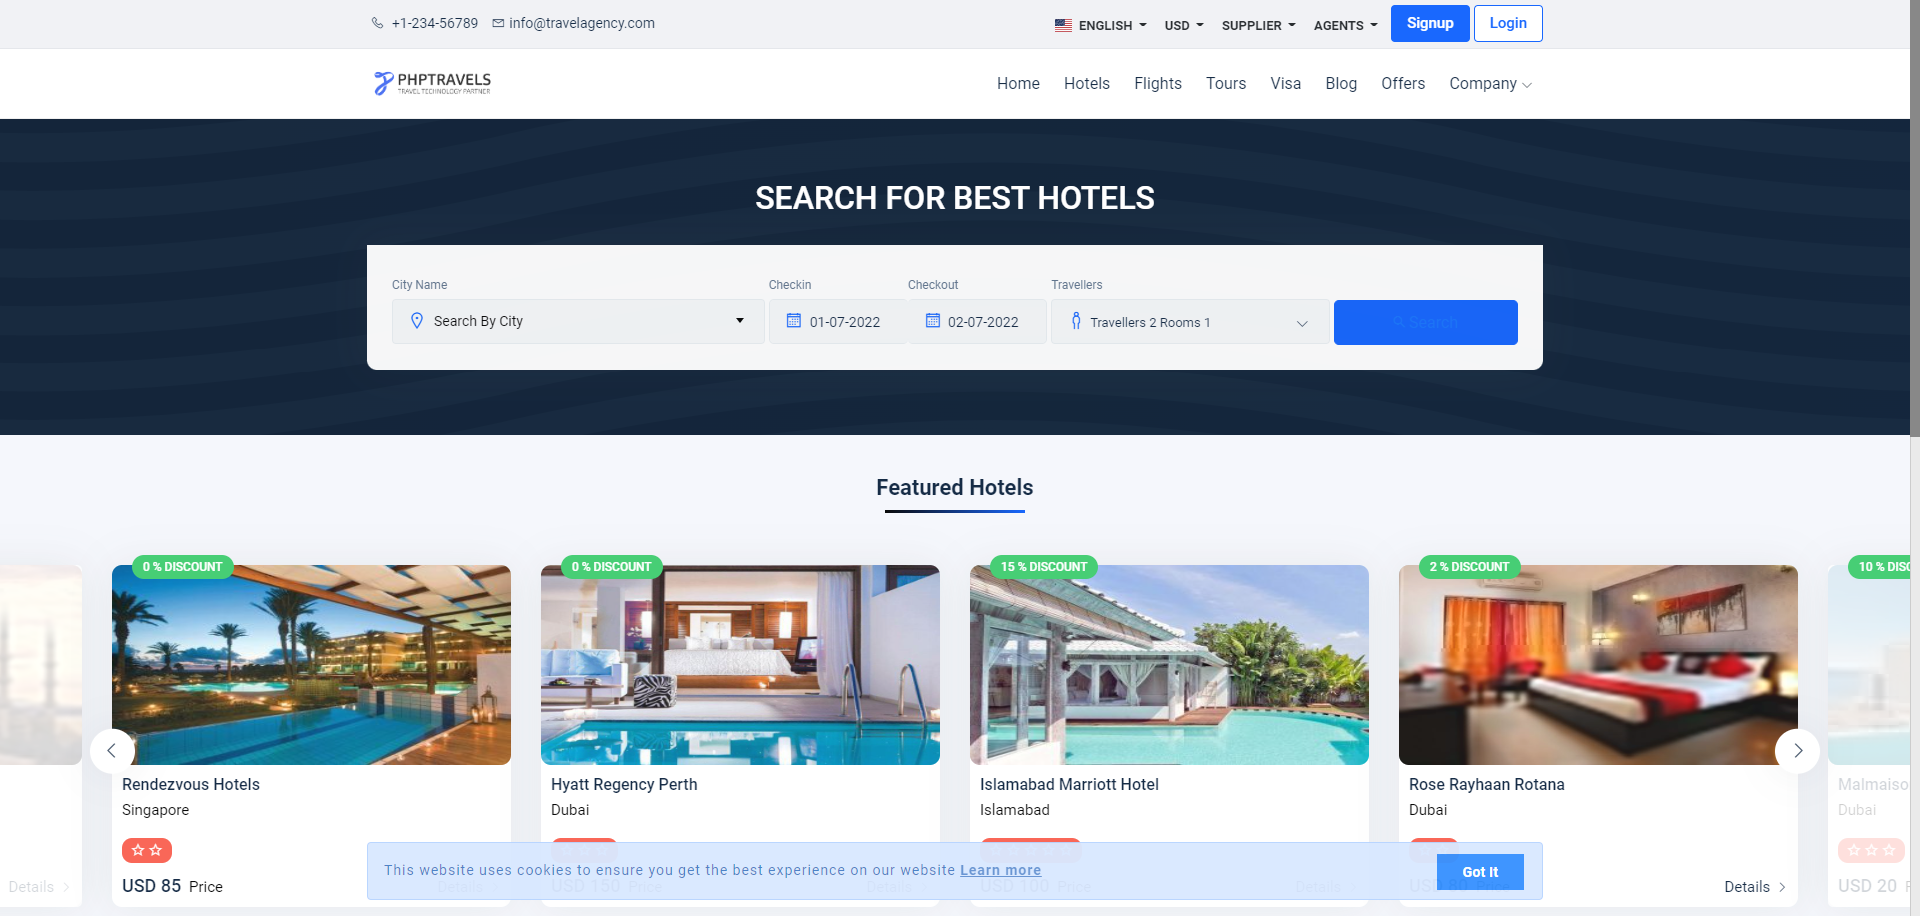 +1-234-56789 info@travelagency.com ENGLISH USD SUPPLIER AGENTS Signup Login
PHPTRAVELS
TRAVEL TECHNOLOGY PARTNER
Home Hotels Flights Tours Visa Blog Offers Company
SEARCH FOR BEST HOTELS
City Name Checkin Checkout Travellers
Search By City 01-07-2022 02-07-2022 Travellers 2 Rooms 1 Search
Featured Hotels
0 % DISCOUNT 0 % DISCOUNT 15 % DISCOUNT 2 % DISCOUNT 10 % DISC
Rendezvous Hotels Hyatt Regency Perth Islamabad Marriott Hotel Rose Rayhaan Rotana Malmaiso
Singapore Dubai Islamabad Dubai Dubai
This website uses cookies to ensure you get the best experience on our website Learn more Got It
Details USD 85 Price Details USD 150 Price Details USD 100 Price Details USD 80 Price Details USD 20